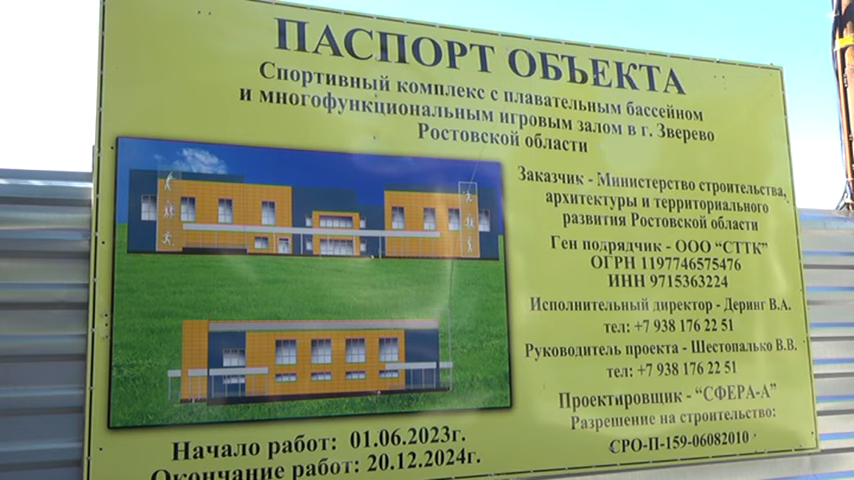 ПАСПОРТ ОБЪЕКТА
Спортивный комплекс с плавательным бассейном
и многофункциональным игровым залом в г. Зверево
Ростовской области
Заказчик - Министерство строительства,
архитектуры и территориального
развития Ростовской области
Ген подрядчик - ООО “СТТК”
ОГРН 1197746575476
ИНН 9715363224
Исполнительный директор - Деринг В.А.
тел: +7 938 176 22 51
Руководитель проекта - Шестопалько В.В.
тел: +7 938 176 22 51
Проектировщик - “СФЕРА-А”
Разрешение на строительство:
СРО-П-159-06082010
Начало работ: 01.06.2023г.
Окончание работ: 20.12.2024г.